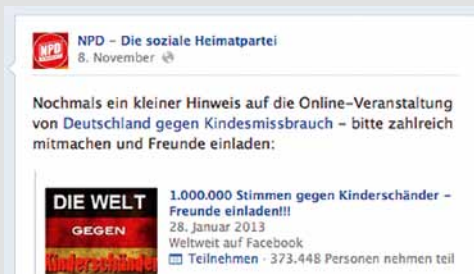 NPD
NPD – Die soziale Heimatpartei
8. November
Nochmals ein kleiner Hinweis auf die Online-Veranstaltung
von Deutschland gegen Kindesmissbrauch – bitte zahlreich
mitmachen und Freunde einladen:
DIE WELT
GEGEN
Kinderschänder
1.000.000 Stimmen gegen Kinderschänder –
Freunde einladen!!!
28. Januar 2013
Weltweit auf Facebook
Teilnehmen · 373.448 Personen nehmen teil